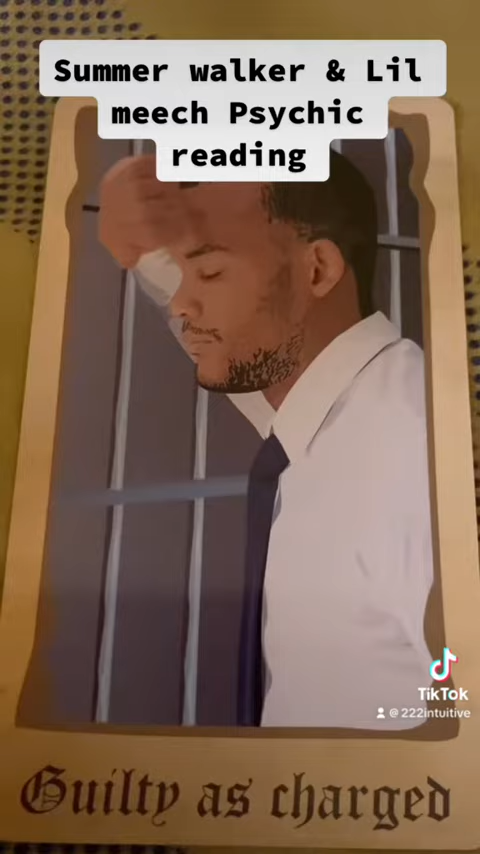 Summer walker & Lil
meech Psychic
reading
TikTok
@222intuitive
Guilty as charged